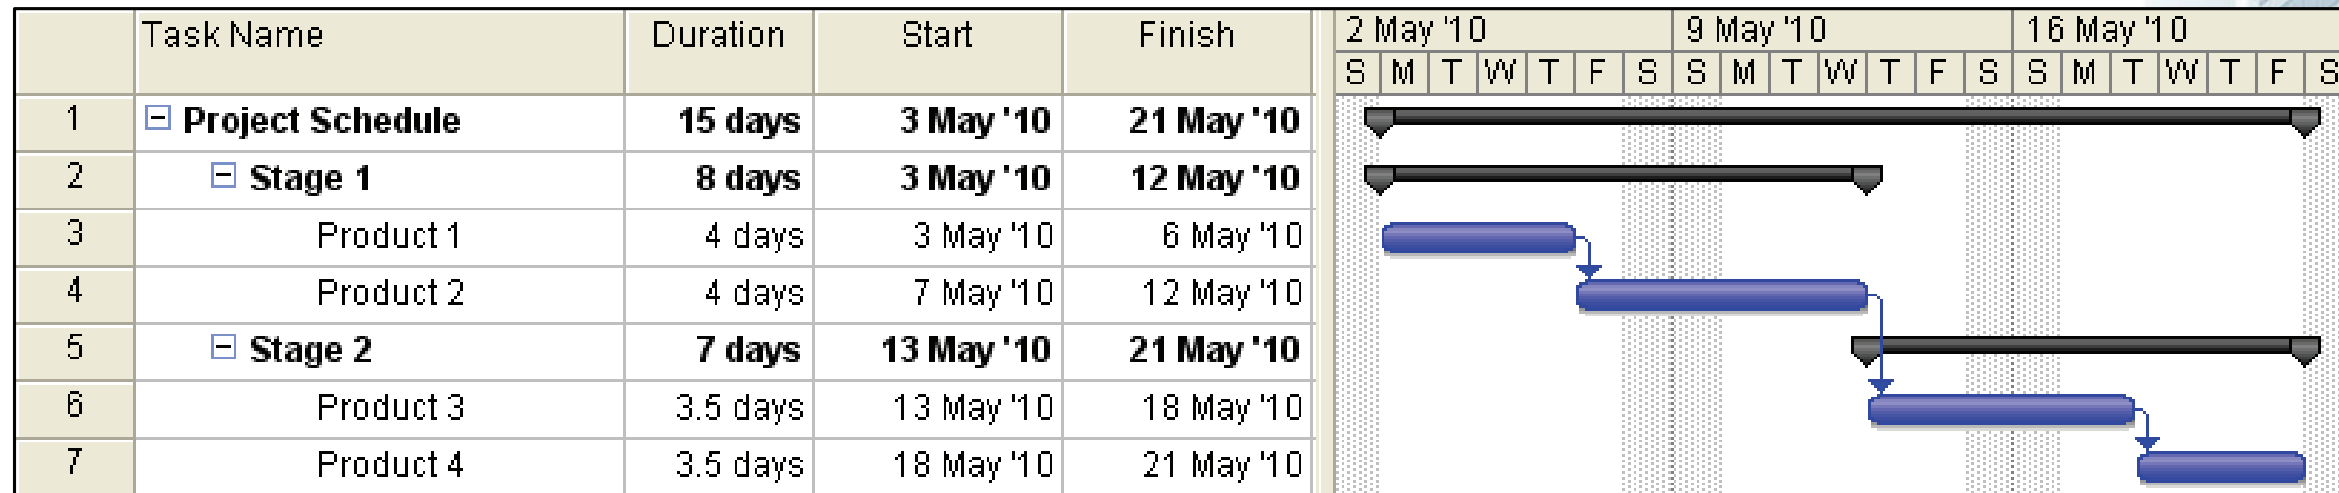 Task Name Duration Start Finish 2 May '10 9 May '10 16 May '10
S M T W T F S S M T W T F S S M T W T F S
1 Project Schedule 15 days 3 May '10 21 May '10
2 Stage 1 8 days 3 May '10 12 May '10
3 Product 1 4 days 3 May '10 6 May '10
4 Product 2 4 days 7 May '10 12 May '10
5 Stage 2 7 days 13 May '10 21 May '10
6 Product 3 3.5 days 13 May '10 18 May '10
7 Product 4 3.5 days 18 May '10 21 May '10